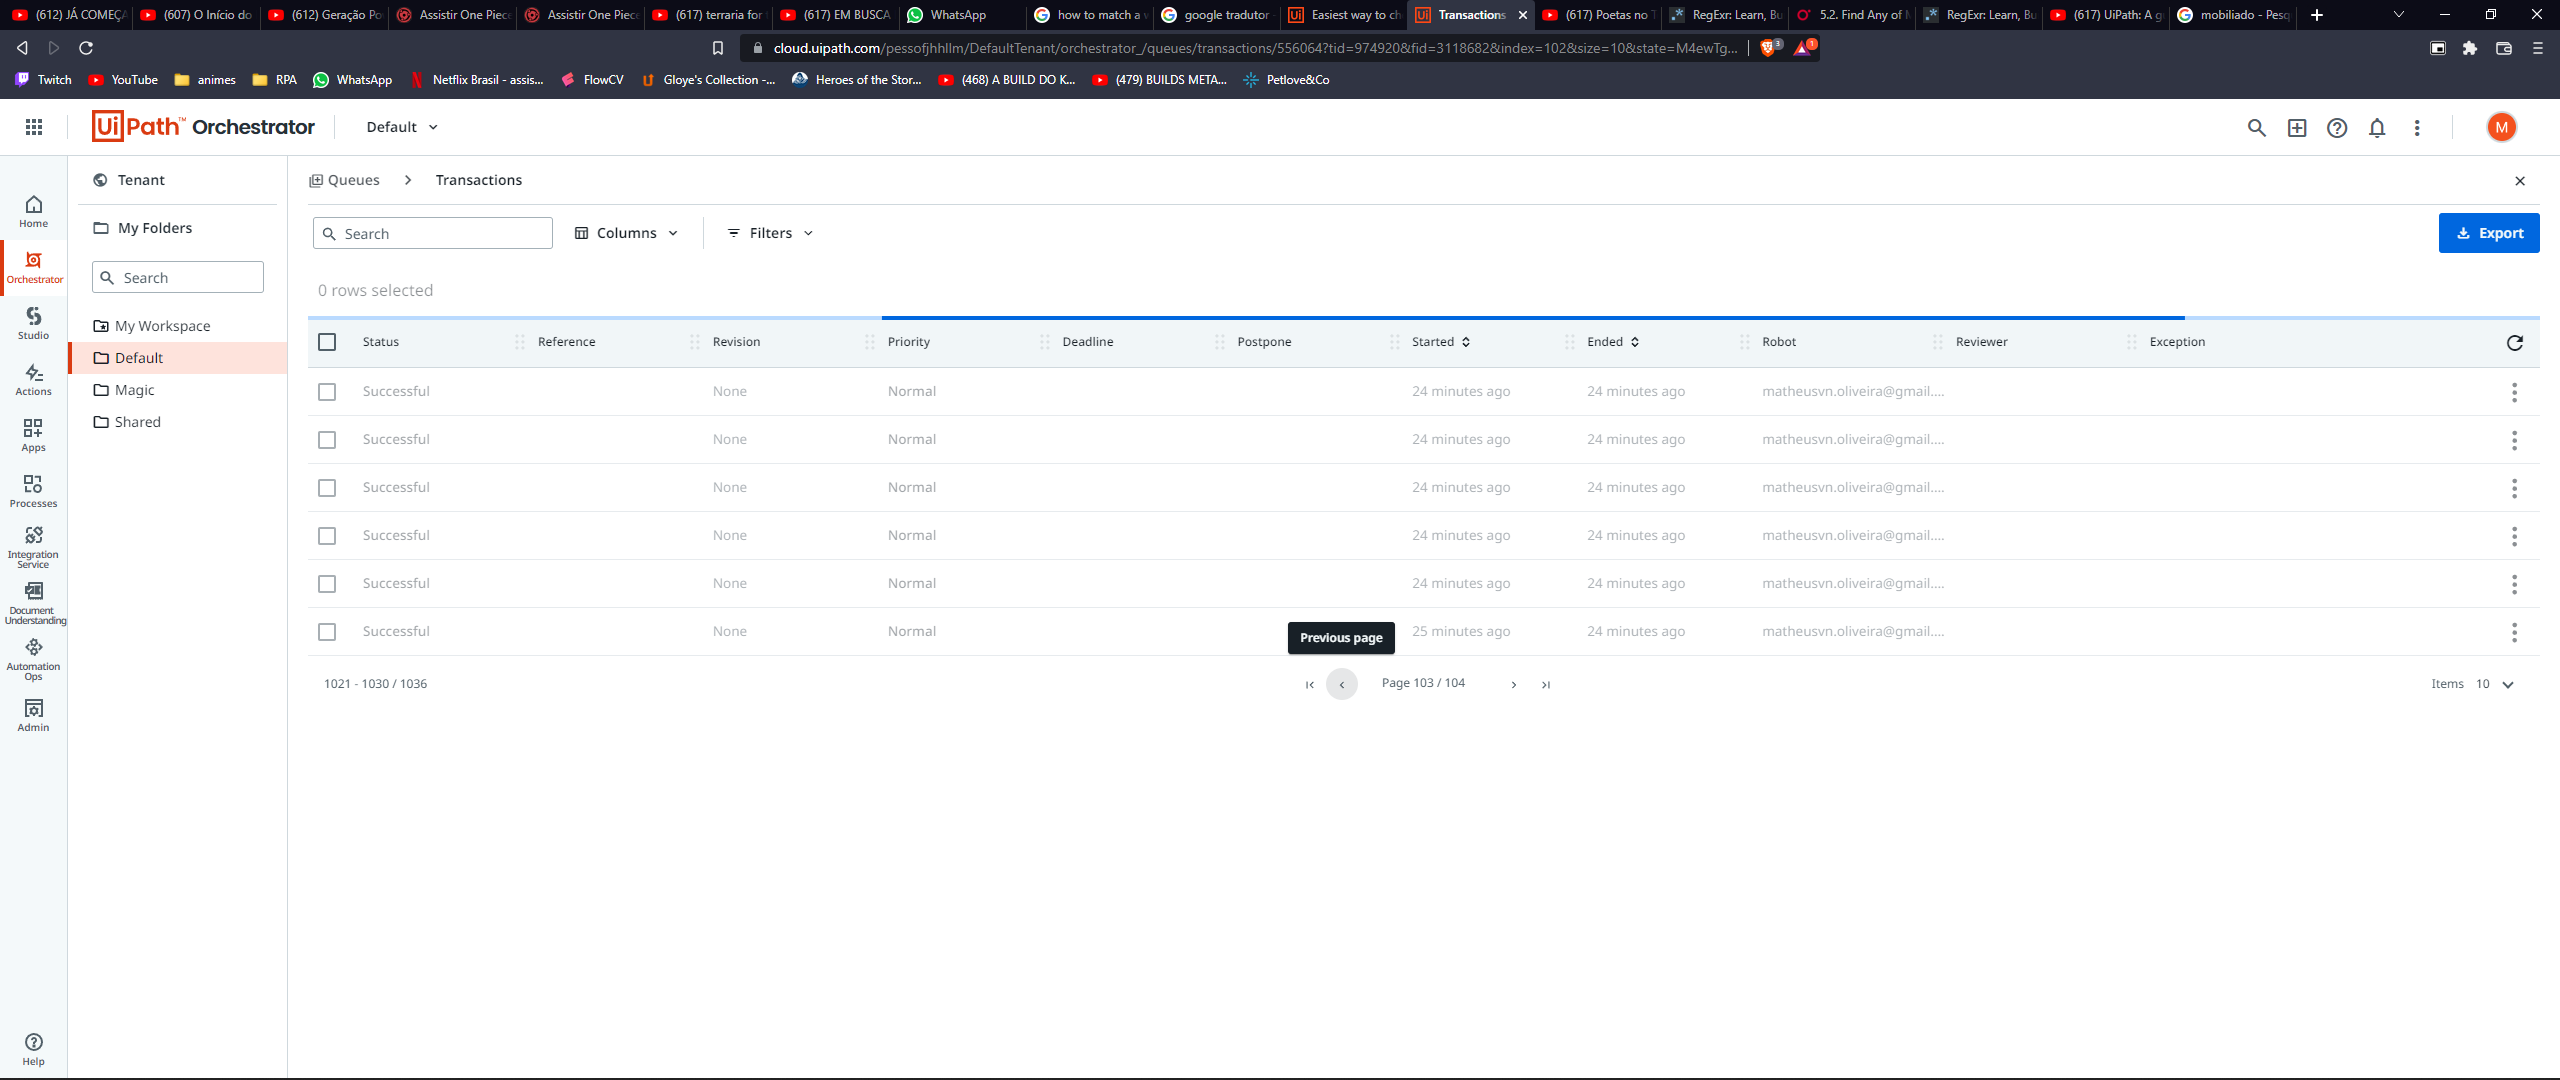 (612) JÁ COMEÇA
(607) O Início do
(612) Geração Po
Assistir One Piece
Assistir One Piece
(617) terraria for
(617) EM BUSCA
WhatsApp
how to match a w
google tradutor
Easiest way to ch
Transactions
(617) Poetas no T
RegExr: Learn, Bu
5.2. Find Any of M
RegExr: Learn, Bu
(617) UiPath: A g
mobiliado - Pesq
cloud.uipath.com/pessofjhhllm/DefaultTenant/orchestrator_/queues/transactions/556064?tid=974920&fid=3118682&index=102&size=10&state=M4ewTg...
3
1
Twitch
YouTube
animes
RPA
WhatsApp
Netflix Brasil - assis...
FlowCV
Gloye's Collection -...
Heroes of the Stor...
(468) A BUILD DO K...
(479) BUILDS META...
Petlove&Co
UiPath™ Orchestrator
Default
M
Home
Orchestrator
Studio
Actions
Apps
Processes
Integration
Service
Document
Understanding
Automation
Ops
Admin
Help
Tenant
My Folders
Search
My Workspace
Default
Magic
Shared
Queues > Transactions
Search
Columns
Filters
Export
0 rows selected
Status Reference Revision Priority Deadline Postpone Started Ended Robot Reviewer Exception
Successful None Normal 24 minutes ago 24 minutes ago matheusvn.oliveira@gmail....
Successful None Normal 24 minutes ago 24 minutes ago matheusvn.oliveira@gmail....
Successful None Normal 24 minutes ago 24 minutes ago matheusvn.oliveira@gmail....
Successful None Normal 24 minutes ago 24 minutes ago matheusvn.oliveira@gmail....
Successful None Normal 24 minutes ago 24 minutes ago matheusvn.oliveira@gmail....
Successful None Normal 25 minutes ago 24 minutes ago matheusvn.oliveira@gmail....
Previous page
1021 - 1030 / 1036
Page 103 / 104
Items 10